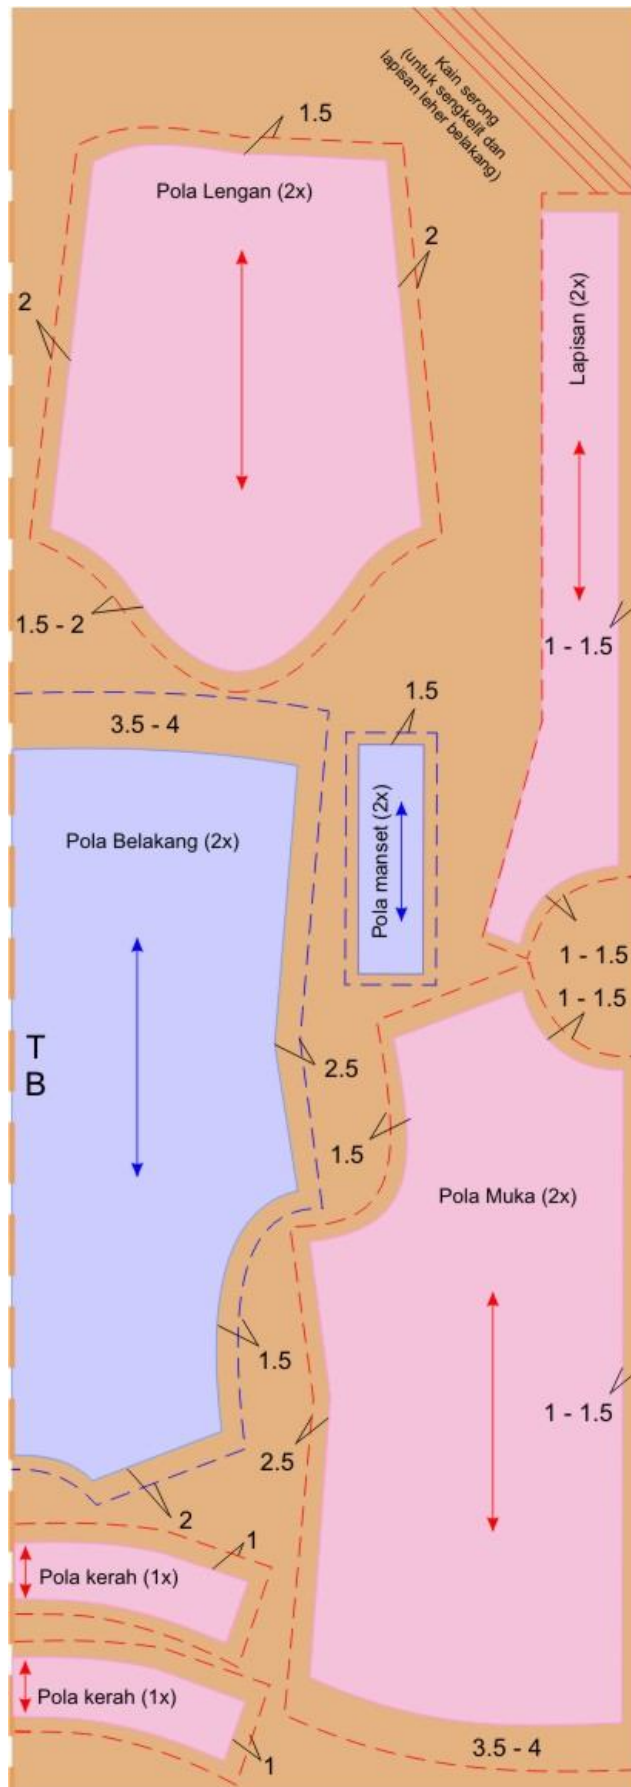 Kain serong
(untuk sengkelit dan
lapisan leher belakang)
1.5
Pola Lengan (2x)
2
2
Lapisan (2x)
1.5 - 2
1 - 1.5
1.5
3.5 - 4
Pola Belakang (2x)
Pola manset (2x)
1 - 1.5
1 - 1.5
T
B
2.5
1.5
Pola Muka (2x)
1.5
1 - 1.5
2.5
2
1
Pola kerah (1x)
Pola kerah (1x)
1
3.5 - 4